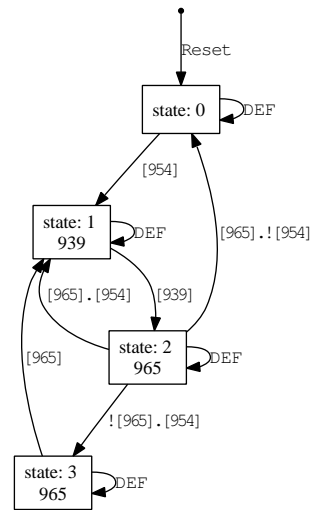 Reset
state: 0
DEF
[954]
state: 1
939
DEF
[965].![954]
[965].[954]
[939]
[965]
state: 2
965
DEF
![965].[954]
state: 3
965
DEF